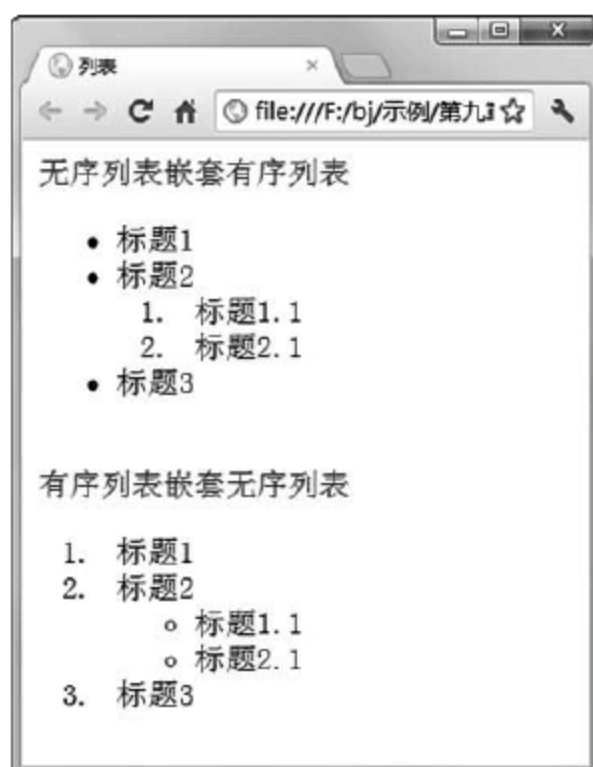 列表
file:///F:/bj/示例/第九
无序列表嵌套有序列表
• 标题1
• 标题2
1. 标题1.1
2. 标题2.1
• 标题3
有序列表嵌套无序列表
1. 标题1
2. 标题2
○ 标题1.1
○ 标题2.1
3. 标题3